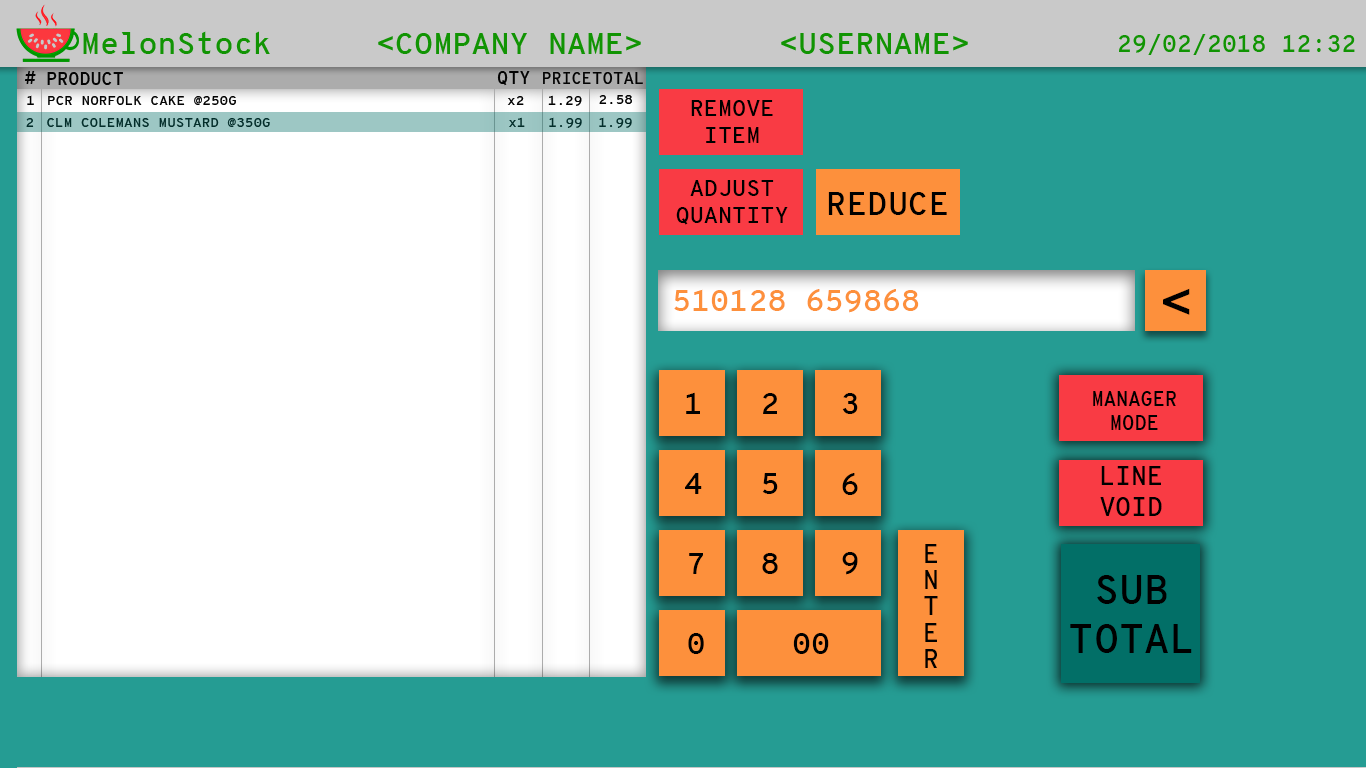 MelonStock <COMPANY NAME> <USERNAME> 29/02/2018 12:32
# PRODUCT QTY PRICE TOTAL
1 PCR NORFOLK CAKE @250G x2 1.29 2.58
2 CLM COLEMANS MUSTARD @350G x1 1.99 1.99
REMOVE
ITEM
ADJUST
QUANTITY
REDUCE
510128 659868
<
1 2 3
4 5 6
7 8 9
0 00
ENTER
MANAGER
MODE
LINE
VOID
SUB
TOTAL